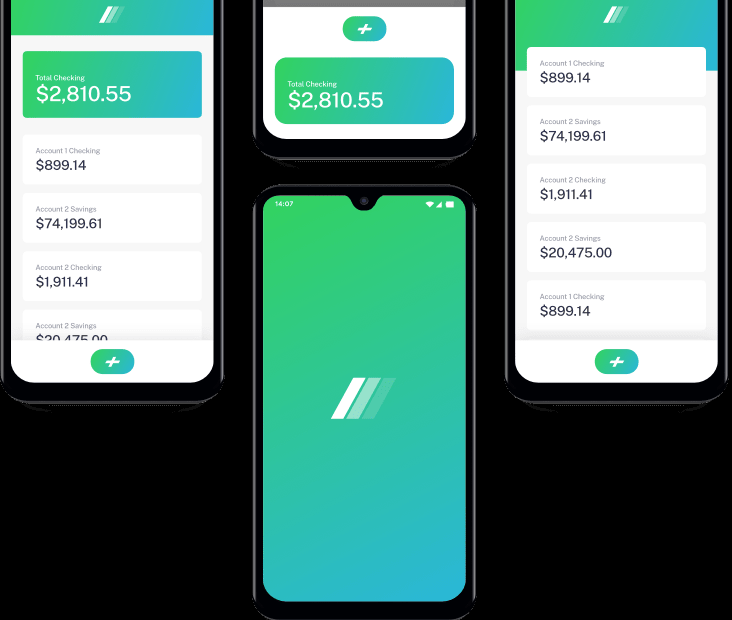 Total Checking
$2,810.55
Account 1 Checking
$899.14
Account 2 Savings
$74,199.61
Account 2 Checking
$1,911.41
Account 2 Savings
$20,475.00
Total Checking
$2,810.55
14:07
Account 1 Checking
$899.14
Account 2 Savings
$74,199.61
Account 2 Checking
$1,911.41
Account 2 Savings
$20,475.00
Account 1 Checking
$899.14